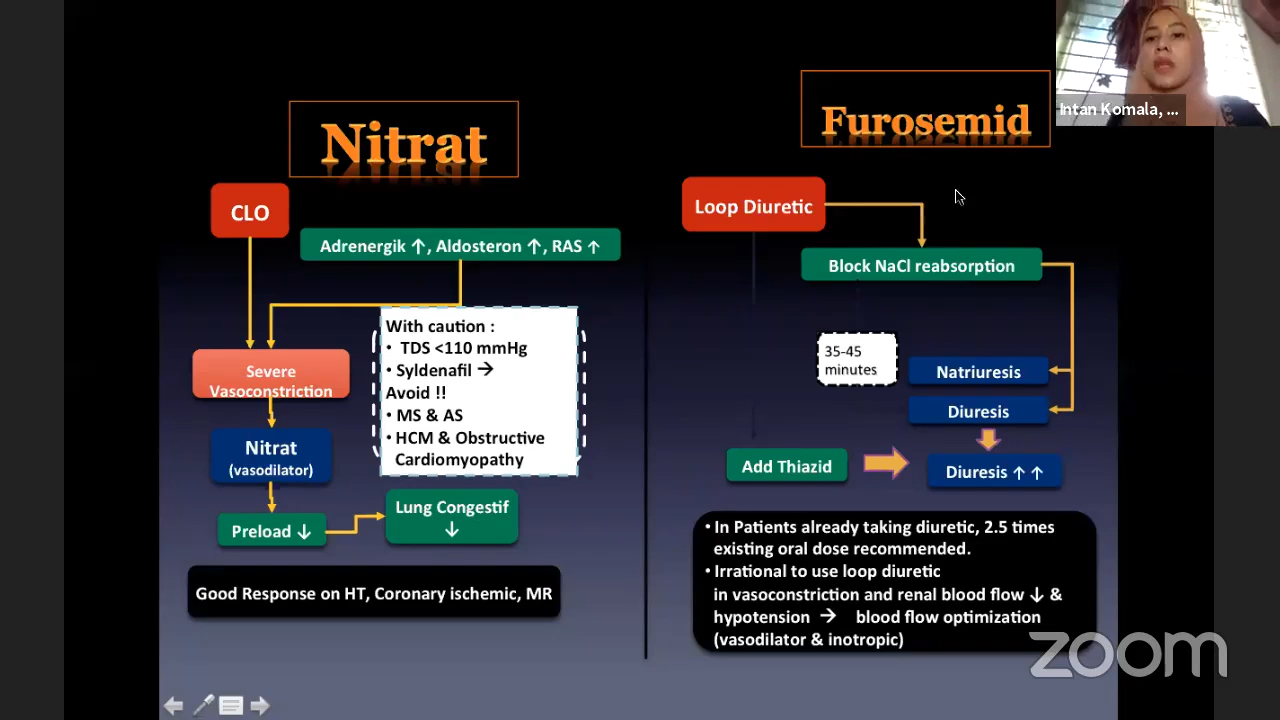 Nitrat
CLO
Adrenergik ↑, Aldosteron ↑, RAS ↑
With caution :
• TDS <110 mmHg
• Syldenafil →
Avoid !!
• MS & AS
• HCM & Obstructive
Cardiomyopathy
Severe
Vasoconstriction
Nitrat
(vasodilator)
Preload ↓
Lung Congestif
↓
Good Response on HT, Coronary ischemic, MR
Furosemid
Intan Komala, ...
Loop Diuretic
Block NaCl reabsorption
35-45
minutes
Natriuresis
Diuresis
Add Thiazid
Diuresis ↑ ↑
• In Patients already taking diuretic, 2.5 times
existing oral dose recommended.
• Irrational to use loop diuretic
in vasoconstriction and renal blood flow ↓ &
hypotension → blood flow optimization
(vasodilator & inotropic)
zoom